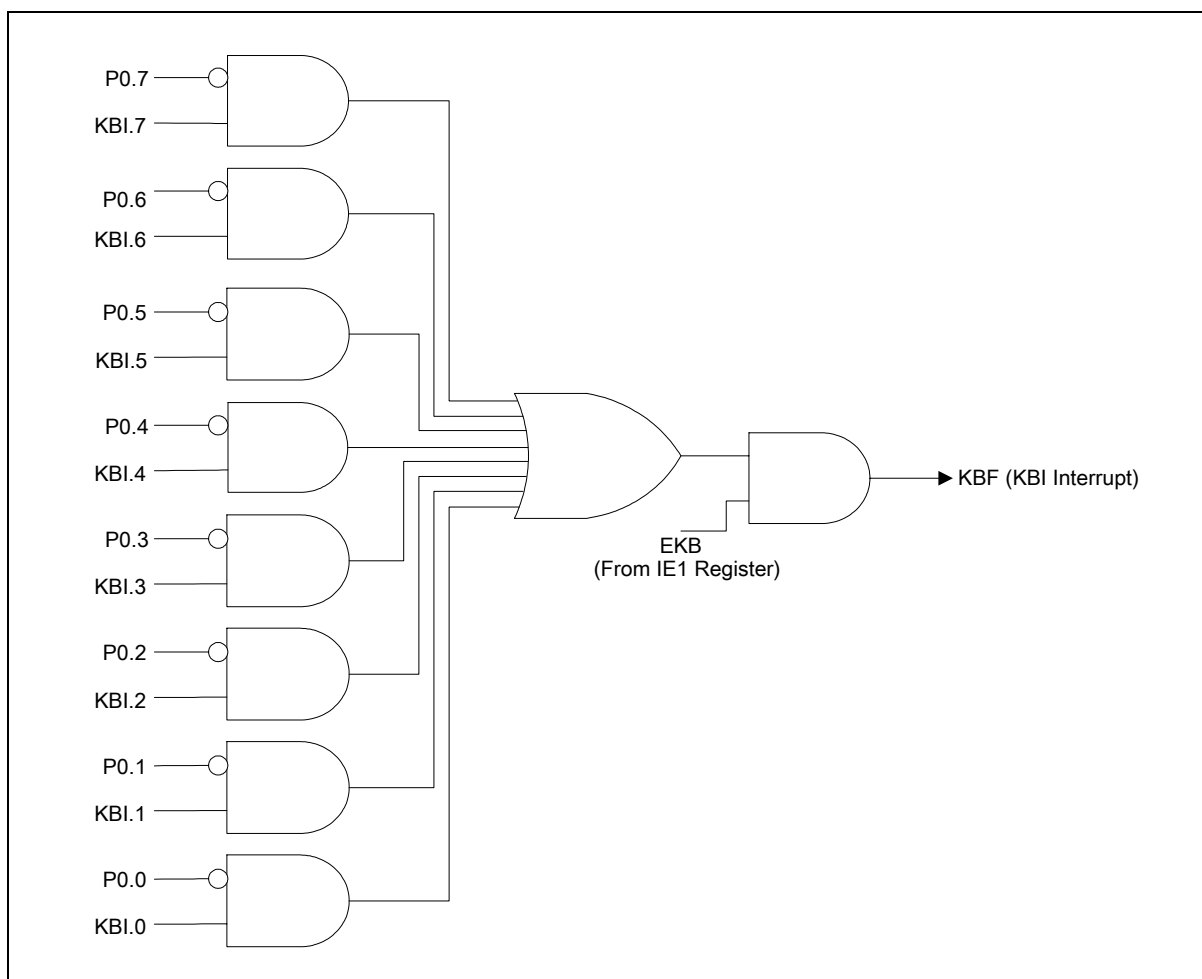 P0.7
KBI.7
P0.6
KBI.6
P0.5
KBI.5
P0.4
KBI.4
P0.3
KBI.3
P0.2
KBI.2
P0.1
KBI.1
P0.0
KBI.0
EKB
(From IE1 Register)
KBF (KBI Interrupt)